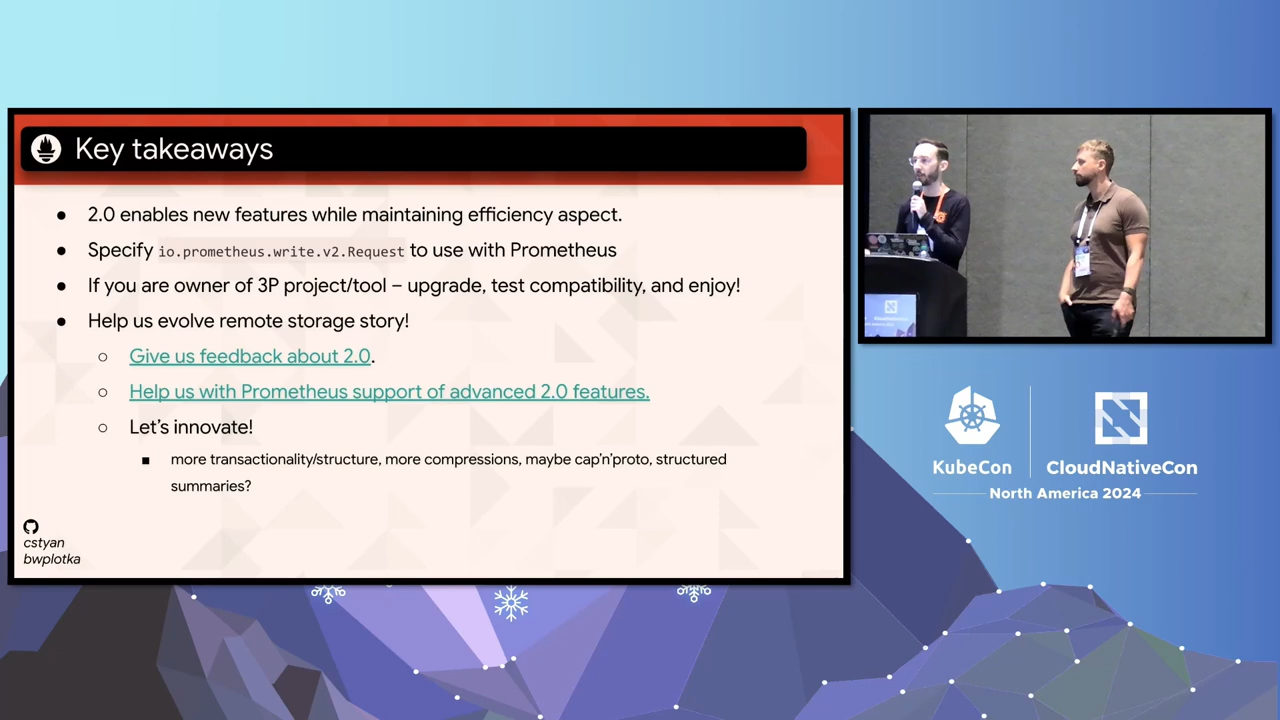 Key takeaways
● 2.0 enables new features while maintaining efficiency aspect.
● Specify io.prometheus.write.v2.Request to use with Prometheus
● If you are owner of 3P project/tool – upgrade, test compatibility, and enjoy!
● Help us evolve remote storage story!
○ Give us feedback about 2.0.
○ Help us with Prometheus support of advanced 2.0 features.
○ Let's innovate!
■ more transactionality/structure, more compressions, maybe cap'n'proto, structured
summaries?
cstyan
bwplotka
KubeCon
CloudNativeCon
North America 2024